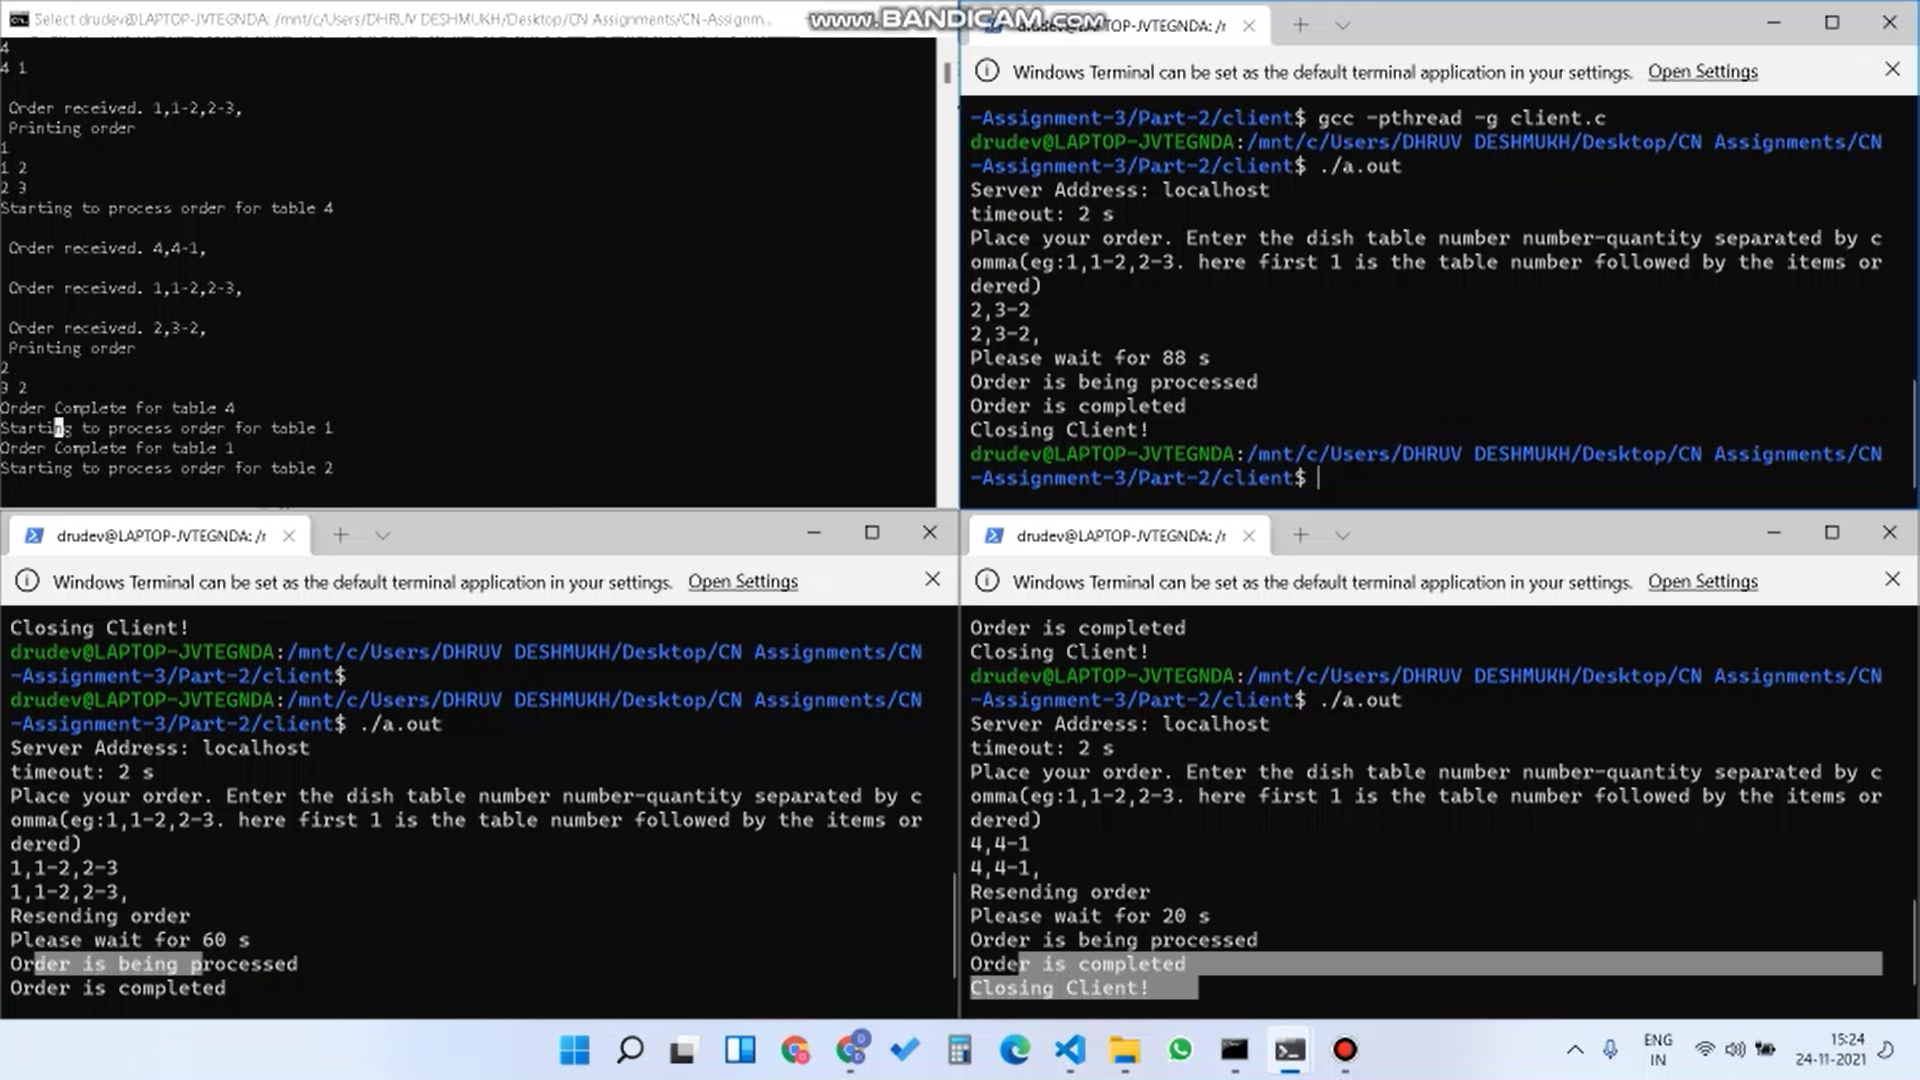 Select drudev@LAPTOP-JVTEGNDA: /mnt/c/Users/DHRUV DESHMUKH/Desktop/CN Assignments/CN-Assignm...
www.BANDICAM.com
4
4 1
Order received. 1,1-2,2-3,
Printing order
1
1 2
2 3
Starting to process order for table 4
Order received. 4,4-1,
Order received. 1,1-2,2-3,
Order received. 2,3-2,
Printing order
2
3 2
Order Complete for table 4
Starting to process order for table 1
Order Complete for table 1
Starting to process order for table 2
drudev@LAPTOP-JVTEGNDA: /r
Windows Terminal can be set as the default terminal application in your settings. Open Settings
-Assignment-3/Part-2/client$ gcc -pthread -g client.c
drudev@LAPTOP-JVTEGNDA:/mnt/c/Users/DHRUV DESHMUKH/Desktop/CN Assignments/CN
-Assignment-3/Part-2/client$ ./a.out
Server Address: localhost
timeout: 2 s
Place your order. Enter the dish table number number-quantity separated by c
omma(eg:1,1-2,2-3. here first 1 is the table number followed by the items or
dered)
2,3-2
2,3-2,
Please wait for 88 s
Order is being processed
Order is completed
Closing Client!
drudev@LAPTOP-JVTEGNDA:/mnt/c/Users/DHRUV DESHMUKH/Desktop/CN Assignments/CN
-Assignment-3/Part-2/client$
drudev@LAPTOP-JVTEGNDA: /r
Windows Terminal can be set as the default terminal application in your settings. Open Settings
Closing Client!
drudev@LAPTOP-JVTEGNDA:/mnt/c/Users/DHRUV DESHMUKH/Desktop/CN Assignments/CN
-Assignment-3/Part-2/client$
drudev@LAPTOP-JVTEGNDA:/mnt/c/Users/DHRUV DESHMUKH/Desktop/CN Assignments/CN
-Assignment-3/Part-2/client$ ./a.out
Server Address: localhost
timeout: 2 s
Place your order. Enter the dish table number number-quantity separated by c
omma(eg:1,1-2,2-3. here first 1 is the table number followed by the items or
dered)
1,1-2,2-3
1,1-2,2-3,
Resending order
Please wait for 60 s
Order is being processed
Order is completed
drudev@LAPTOP-JVTEGNDA: /r
Windows Terminal can be set as the default terminal application in your settings. Open Settings
Order is completed
Closing Client!
drudev@LAPTOP-JVTEGNDA:/mnt/c/Users/DHRUV DESHMUKH/Desktop/CN Assignments/CN
-Assignment-3/Part-2/client$ ./a.out
Server Address: localhost
timeout: 2 s
Place your order. Enter the dish table number number-quantity separated by c
omma(eg:1,1-2,2-3. here first 1 is the table number followed by the items or
dered)
4,4-1
4,4-1,
Resending order
Please wait for 20 s
Order is being processed
Order is completed
Closing Client!
ENG
IN
15:24
24-11-2021